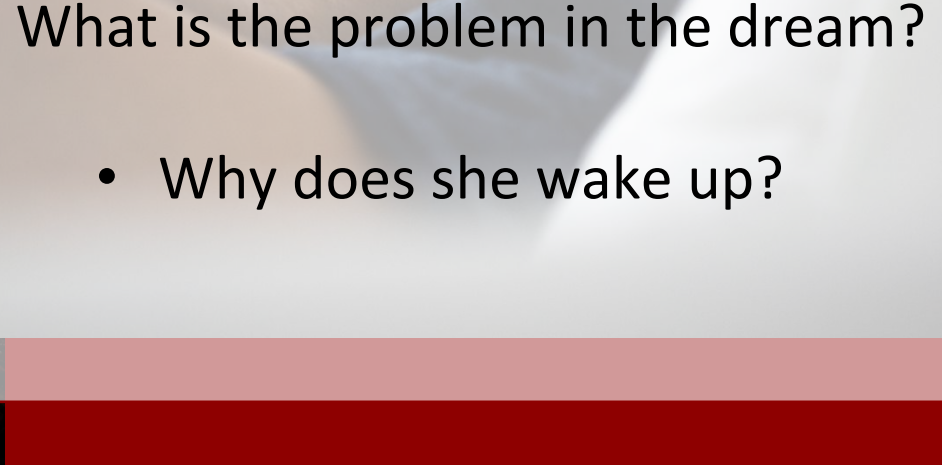 What is the problem in the dream?
• Why does she wake up?